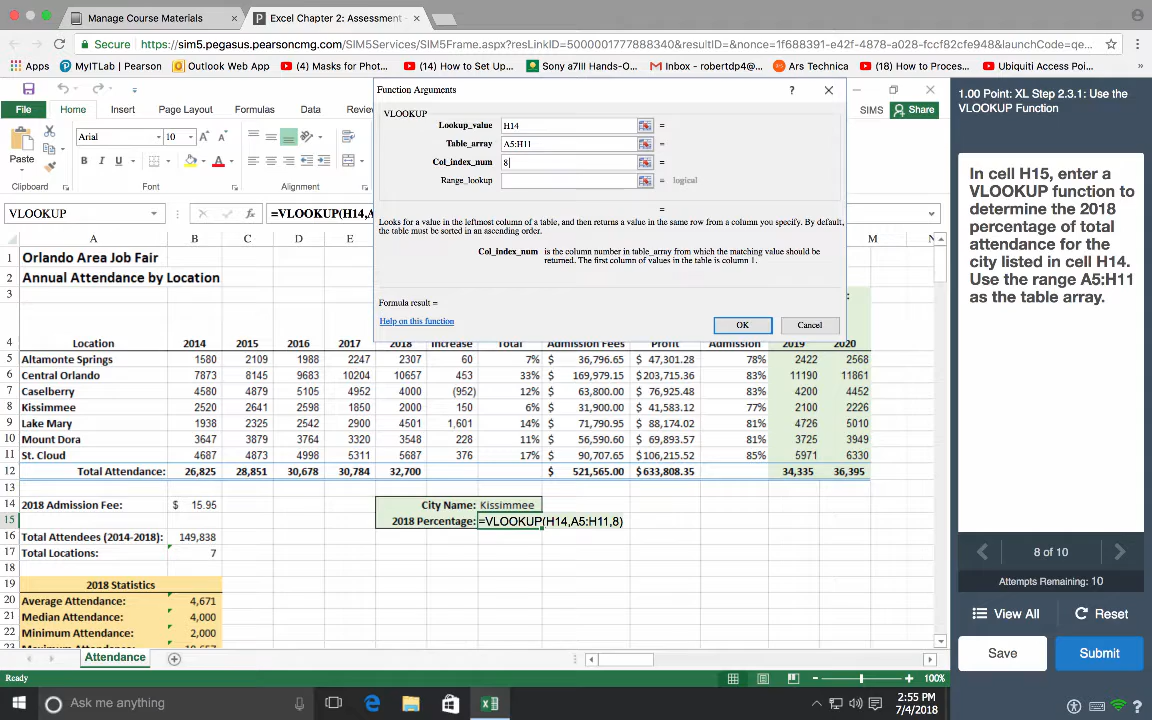 Manage Course Materials × Excel Chapter 2: Assessment ×
Secure https://sim5.pegasus.pearsoncmg.com/SIM5Services/SIM5Frame.aspx?resLinkID=5000001777888340&resultID=&nonce=1f688391-e42f-4878-a028-fccf82cfe948&launchCode=qe...
Apps MyITLab | Pearson Outlook Web App (4) Masks for Phot... (14) How to Set Up... Sony a7III Hands-O... Inbox - robertdp4@... Ars Technica (18) How to Proces... Ubiquiti Access Poi... »
Function Arguments ? ×
File Home Insert Page Layout Formulas Data Review SIMS Share
VLOOKUP
Lookup_value H14 =
Table_array A5:H11 =
Col_index_num 8 =
Range_lookup = logical
=
Looks for a value in the leftmost column of a table, and then returns a value in the same row from a column you specify. By default,
the table must be sorted in an ascending order.
Col_index_num is the column number in table_array from which the matching value should be
returned. The first column of values in the table is column 1.
Formula result =
Help on this function OK Cancel
Paste
Arial 10
B I U
Clipboard Font Alignment
VLOOKUP fx =VLOOKUP(H14,A
A B C D E M N
1 Orlando Area Job Fair
2 Annual Attendance by Location
3
4 Location 2014 2015 2016 2017 2018 Increase Total Admission Fees Profit Admission 2019 2020
5 Altamonte Springs 1580 2109 1988 2247 2307 60 7% $ 36,796.65 $ 47,301.28 78% 2422 2568
6 Central Orlando 7873 8145 9683 10204 10657 453 33% $ 169,979.15 $203,715.36 83% 11190 11861
7 Caselberry 4580 4879 5105 4952 4000 (952) 12% $ 63,800.00 $ 76,925.48 83% 4200 4452
8 Kissimmee 2520 2641 2598 1850 2000 150 6% $ 31,900.00 $ 41,583.12 77% 2100 2226
9 Lake Mary 1938 2325 2542 2900 4501 1,601 14% $ 71,790.95 $ 88,174.02 81% 4726 5010
10 Mount Dora 3647 3879 3764 3320 3548 228 11% $ 56,590.60 $ 69,893.57 81% 3725 3949
11 St. Cloud 4687 4873 4998 5311 5687 376 17% $ 90,707.65 $106,215.52 85% 5971 6330
12 Total Attendance: 26,825 28,851 30,678 30,784 32,700 $ 521,565.00 $ 633,808.35 34,335 36,395
13
14 2018 Admission Fee: $ 15.95 City Name: Kissimmee
15 2018 Percentage: =VLOOKUP(H14,A5:H11,8)
16 Total Attendees (2014-2018): 149,838
17 Total Locations: 7
18
19 2018 Statistics
20 Average Attendance: 4,671
21 Median Attendance: 4,000
22 Minimum Attendance: 2,000
23
Attendance
Ready 100%
Ask me anything 2:55 PM
7/4/2018
1.00 Point: XL Step 2.3.1: Use the
VLOOKUP Function
In cell H15, enter a
VLOOKUP function to
determine the 2018
percentage of total
attendance for the
city listed in cell H14.
Use the range A5:H11
as the table array.
8 of 10
Attempts Remaining: 10
View All Reset
Save Submit
?